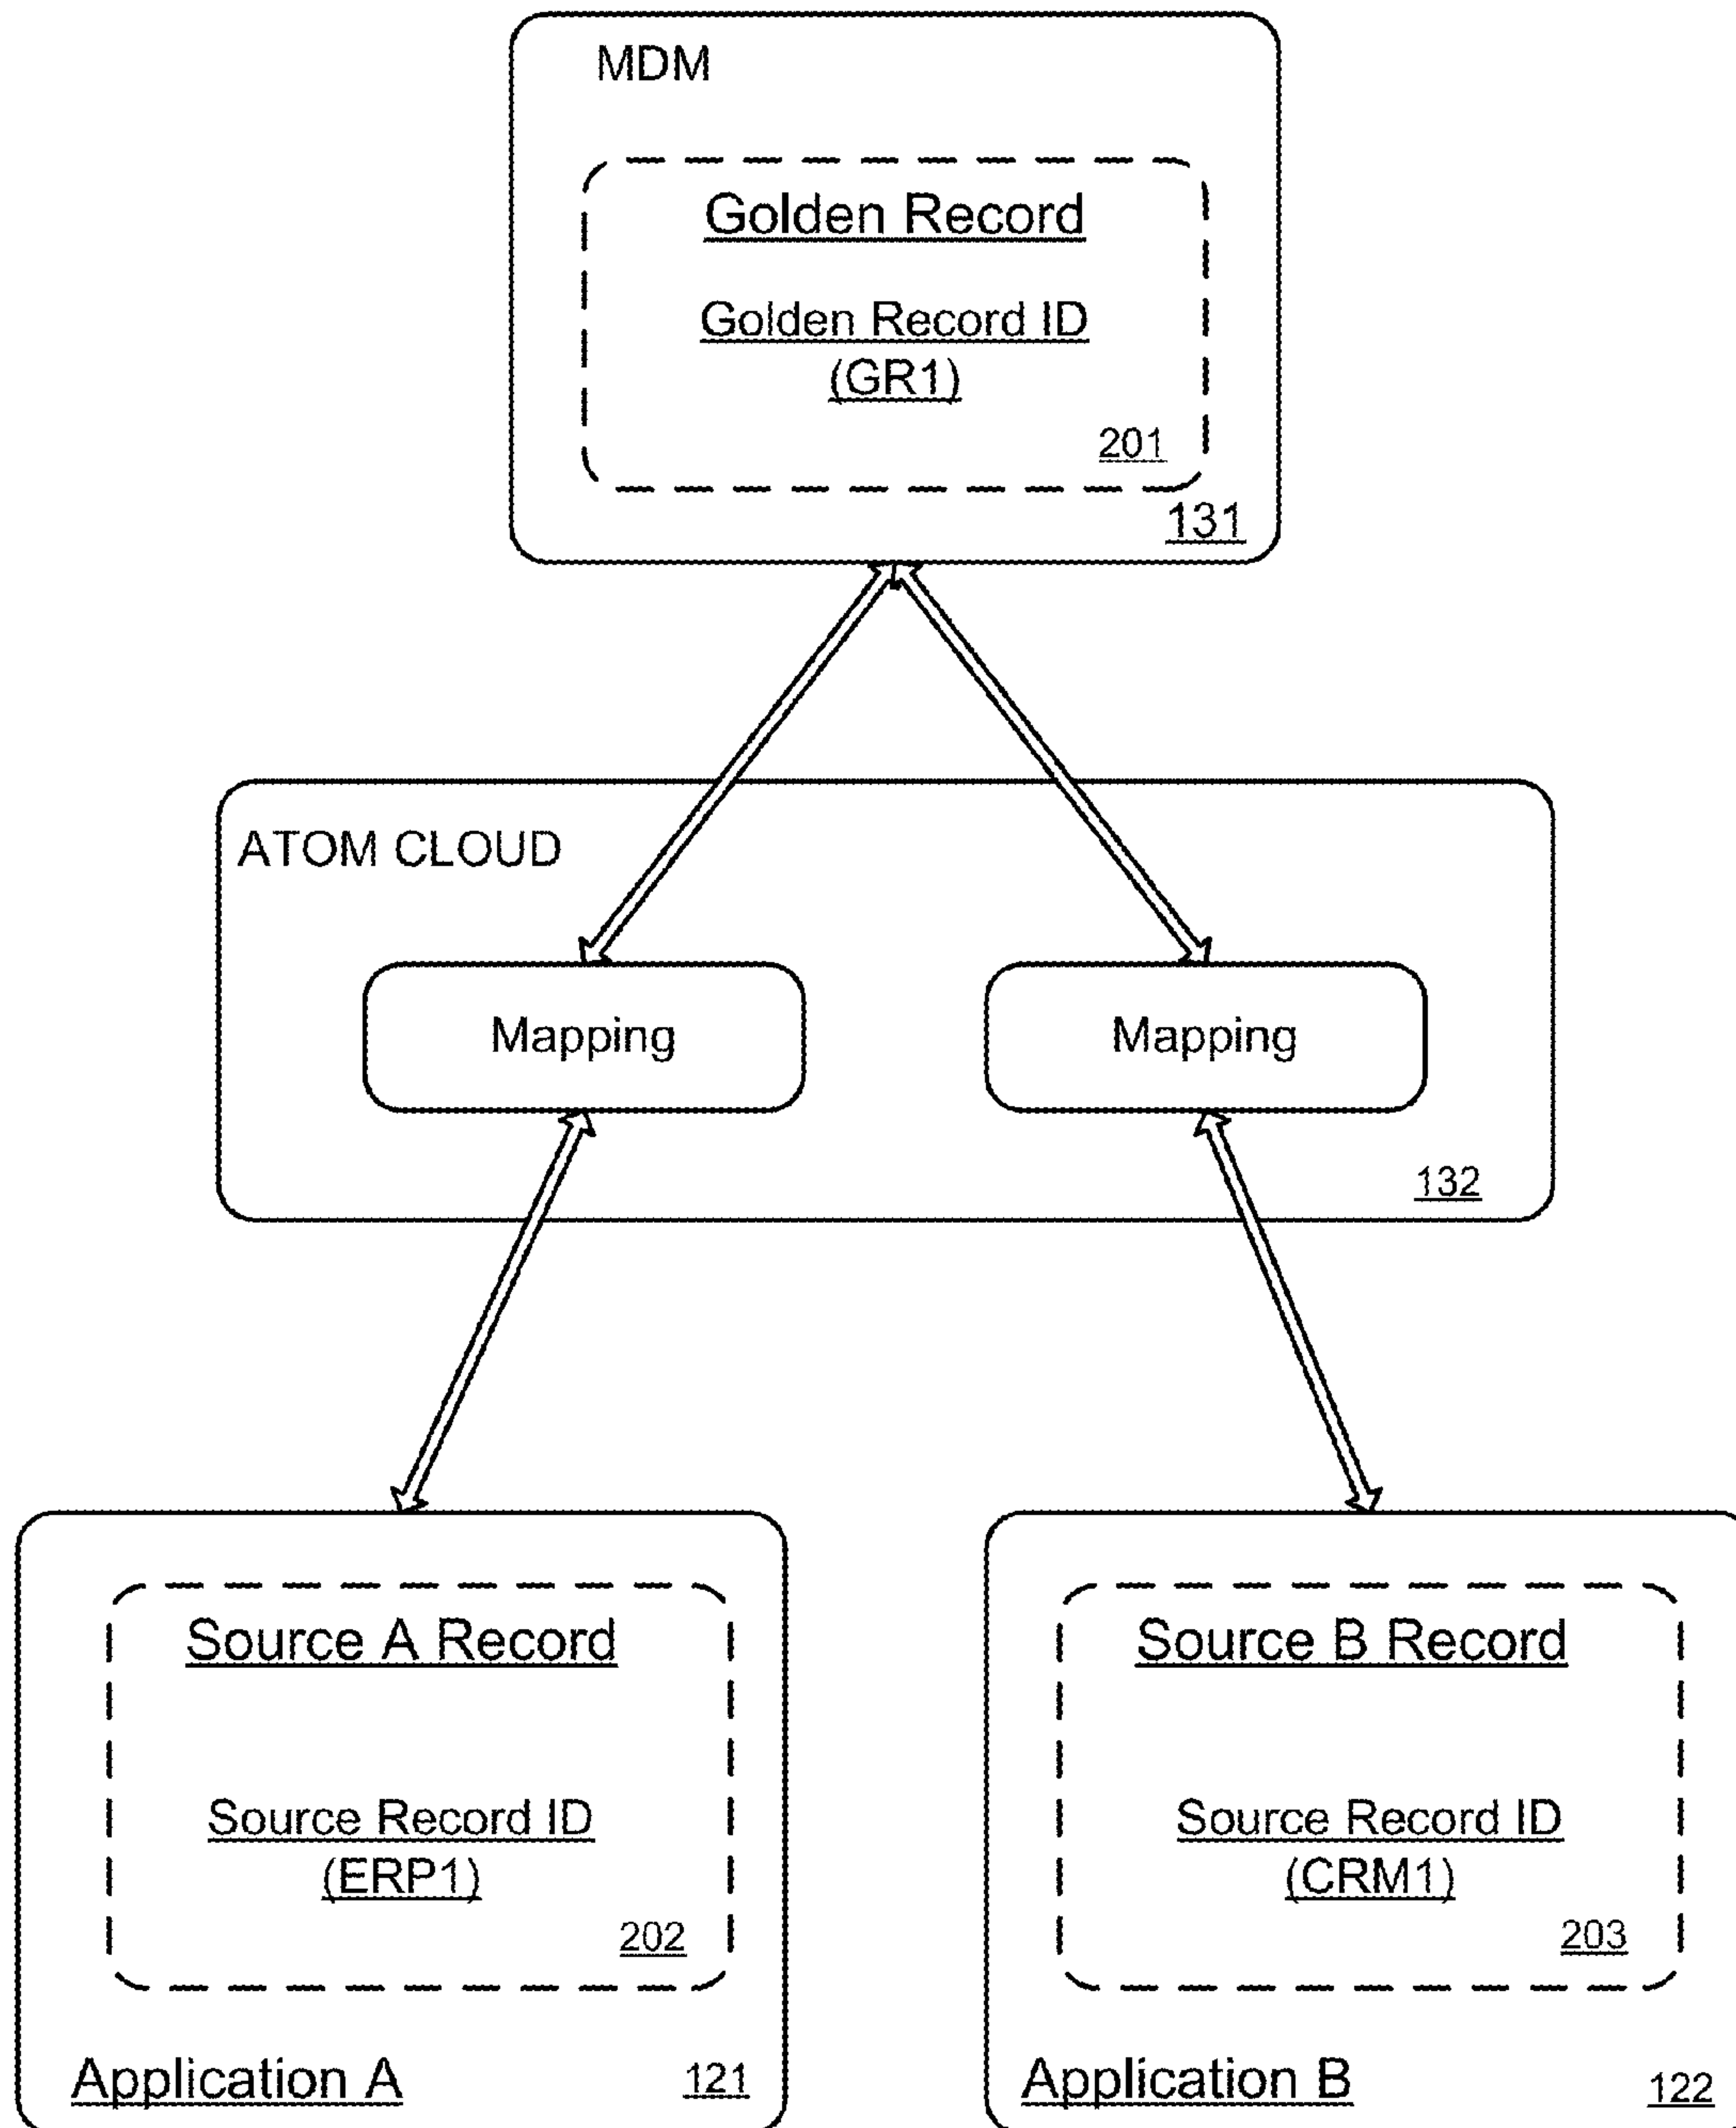 MDM
Golden Record
Golden Record ID
(GR1)
201
131
ATOM CLOUD
Mapping
Mapping
132
Source A Record
Source Record ID
(ERP1)
202
Application A
121
Source B Record
Source Record ID
(CRM1)
203
Application B
122